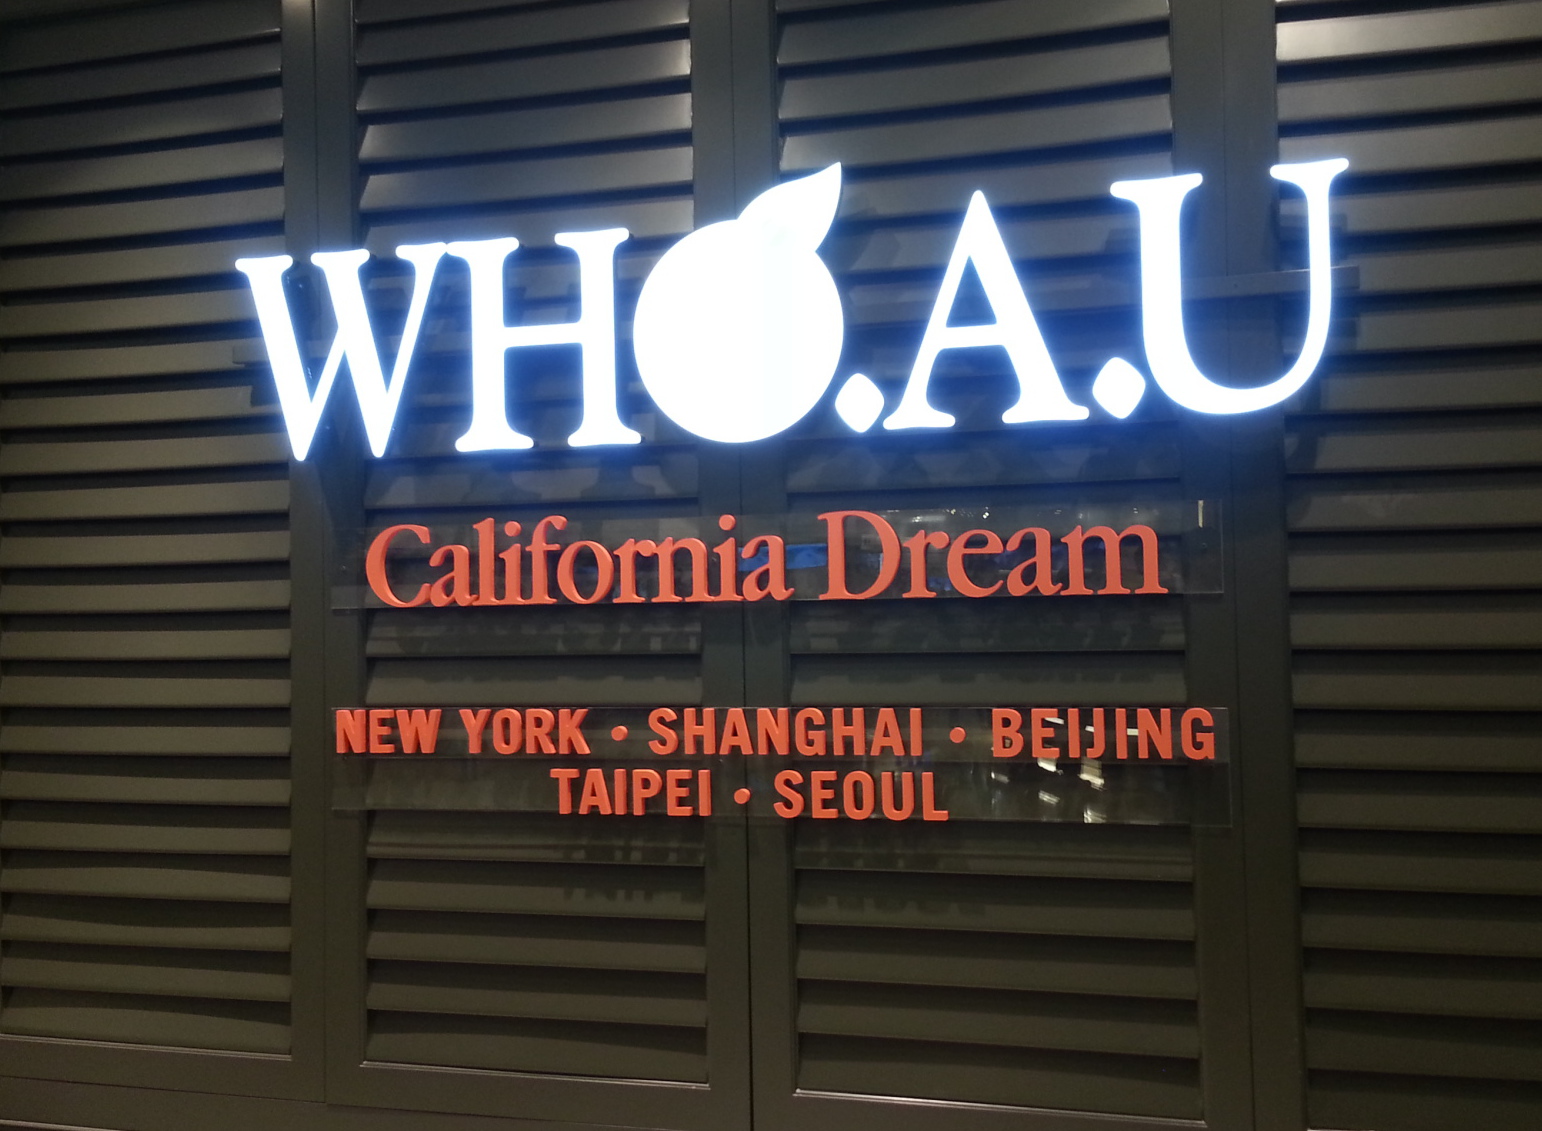 WHO.A.U
California Dream
NEW YORK • SHANGHAI • BEIJING
TAIPEI • SEOUL